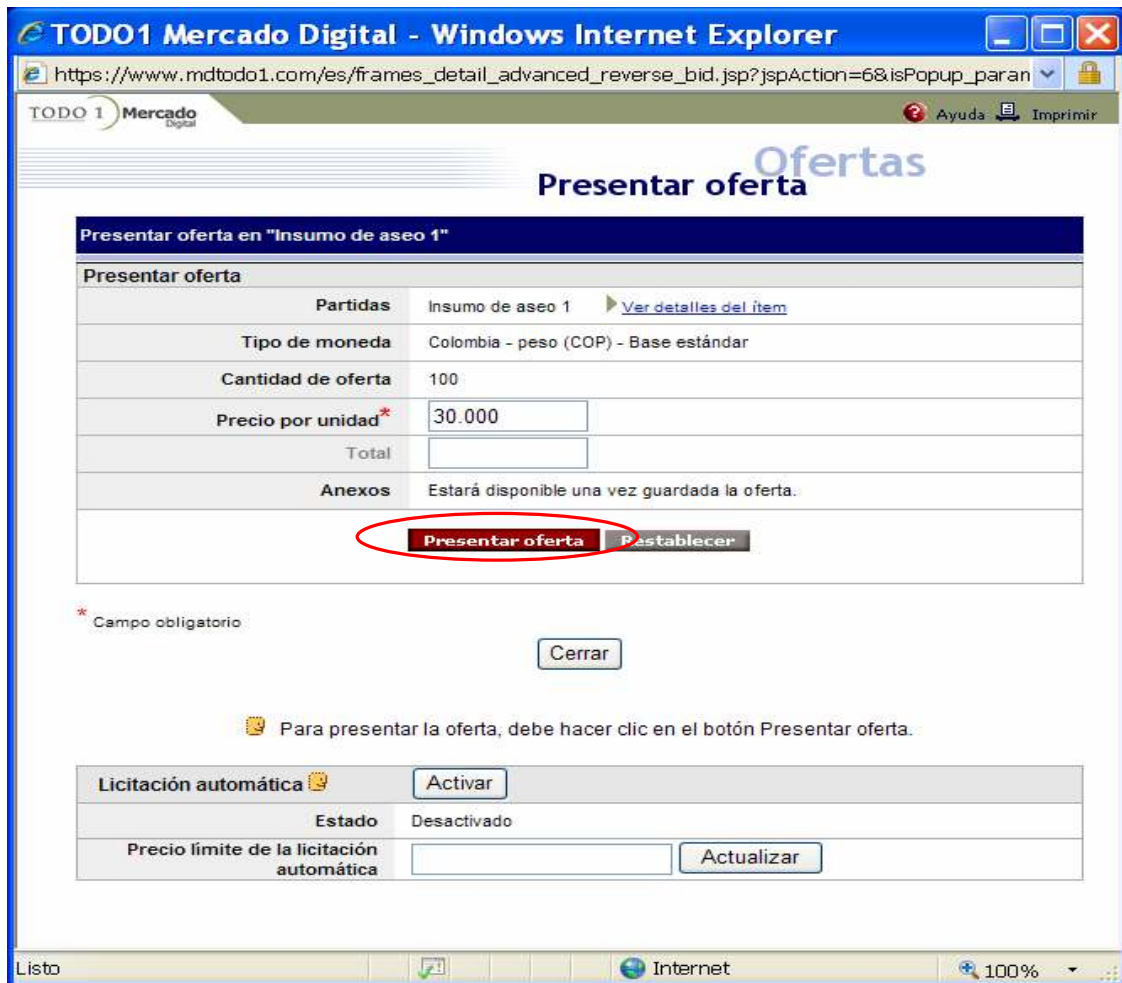 TODO1 Mercado Digital - Windows Internet Explorer
https://www.mdtodo1.com/es/frames_detail_advanced_reverse_bid.jsp?jspAction=6&isPopup_paran
TODO 1 Mercado Digital
Ayuda Imprimir
Ofertas
Presentar oferta
Presentar oferta en "Insumo de aseo 1"
Presentar oferta
Partidas Insumo de aseo 1 Ver detalles del ítem
Tipo de moneda Colombia - peso (COP) - Base estándar
Cantidad de oferta 100
Precio por unidad* 30.000
Total
Anexos Estará disponible una vez guardada la oferta.
Presentar oferta Restablecer
* Campo obligatorio
Cerrar
Para presentar la oferta, debe hacer clic en el botón Presentar oferta.
Licitación automática Activar
Estado Desactivado
Precio límite de la licitación
automática Actualizar
Listo Internet 100%